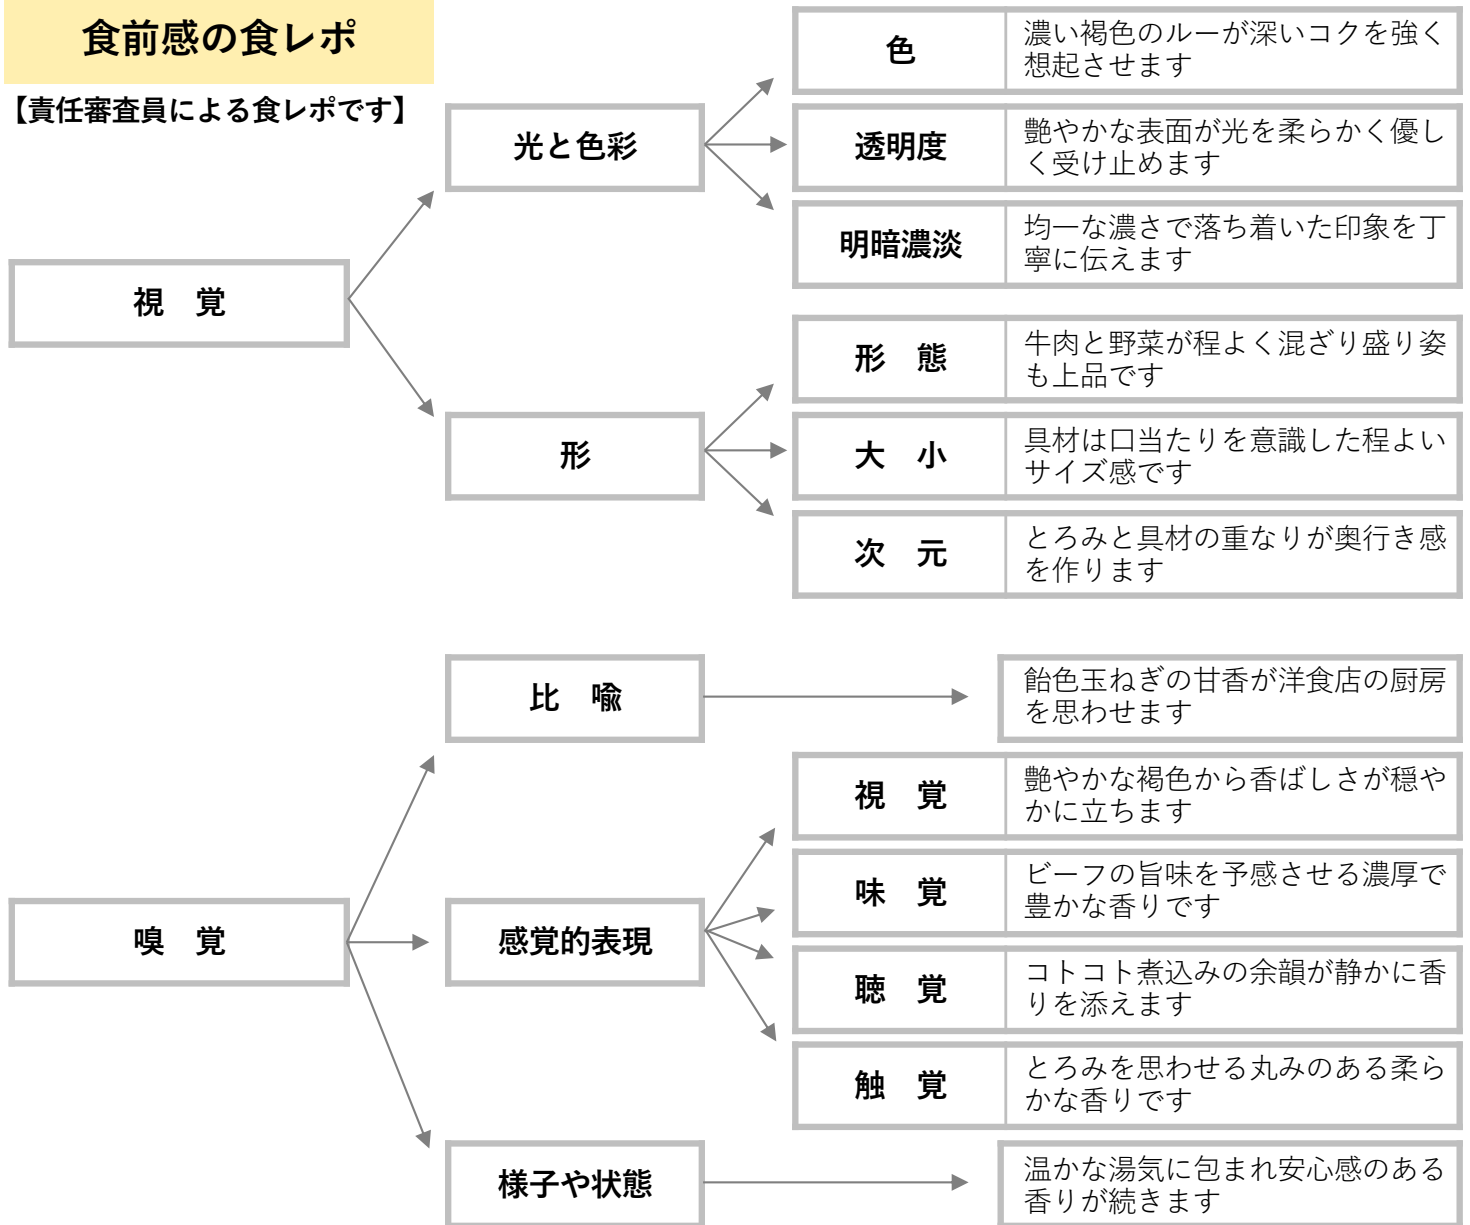 食前感の食レポ
【責任審査員による食レポです】
視　覚
光と色彩
色
濃い褐色のルーが深いコクを強く
想起させます
透明度
艶やかな表面が光を柔らかく優し
く受け止めます
明暗濃淡
均一な濃さで落ち着いた印象を丁
寧に伝えます
形
形　態
牛肉と野菜が程よく混ざり盛り姿
も上品です
大　小
具材は口当たりを意識した程よい
サイズ感です
次　元
とろみと具材の重なりが奥行き感
を作ります
嗅　覚
比　喩
飴色玉ねぎの甘香が洋食店の厨房
を思わせます
感覚的表現
視　覚
艶やかな褐色から香ばしさが穏や
かに立ちます
味　覚
ビーフの旨味を予感させる濃厚で
豊かな香りです
聴　覚
コトコト煮込みの余韻が静かに香
りを添えます
触　覚
とろみを思わせる丸みのある柔ら
かな香りです
様子や状態
温かな湯気に包まれ安心感のある
香りが続きます